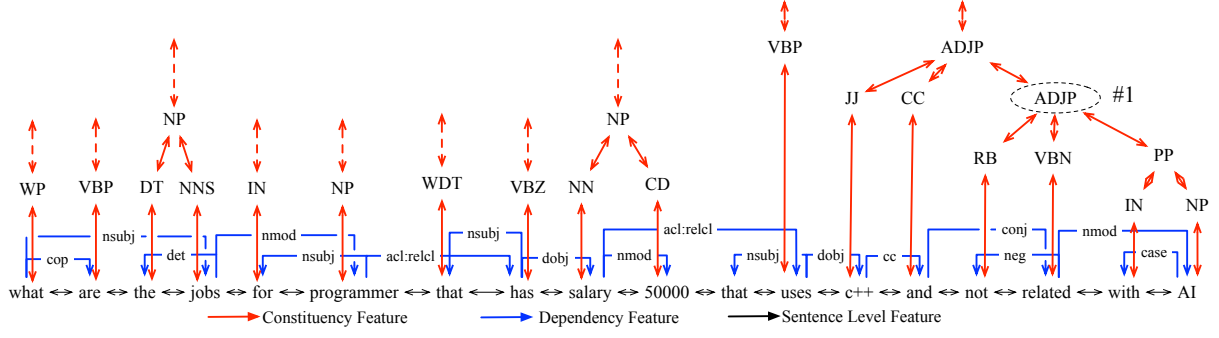 VBP ADJP
JJ CC ADJP #1
NP NP
RB VBN PP
WP VBP DT NNS IN NP WDT VBZ NN CD
IN NP
nsubj nmod nsubj acl:relcl conj nmod
cop det nsubj acl:relcl dobj nmod nsubj dobj cc neg case
what are the jobs for programmer that has salary 50000 that uses c++ and not related with AI
Constituency Feature Dependency Feature Sentence Level Feature